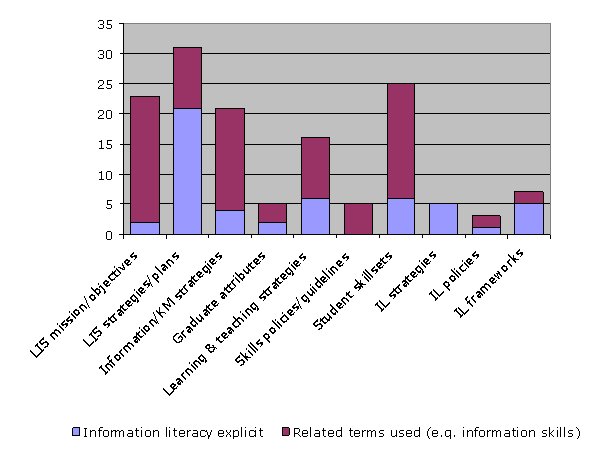 35
30
25
20
15
10
5
0
LIS mission/objectives
LIS strategies/plans
Information/KM strategies
Graduate attributes
Learning & teaching strategies
Skills policies/guidelines
Student skillsets
IL strategies
IL policies
IL frameworks
Information literacy explicit
Related terms used (e.g. information skills)